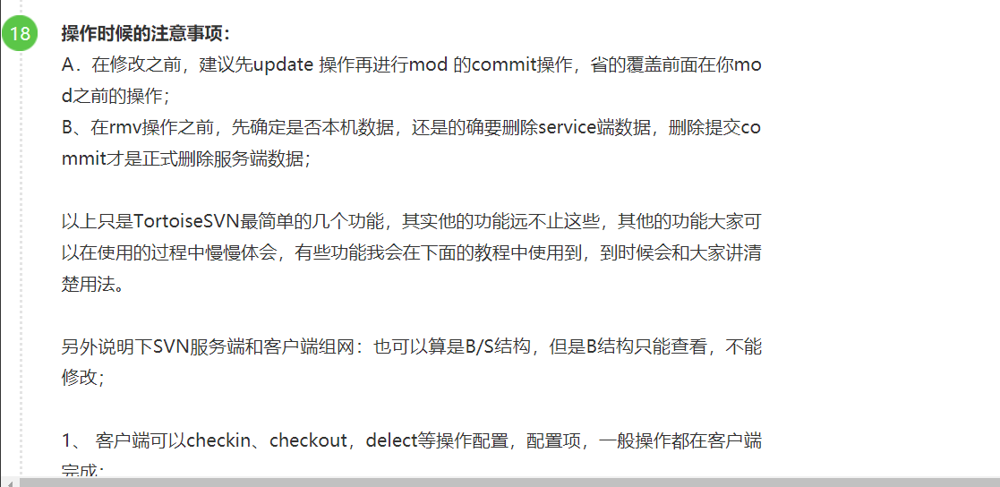 18
操作时候的注意事项：
A．在修改之前，建议先update 操作再进行mod 的commit操作，省的覆盖前面在你mo
d之前的操作；
B、在rmv操作之前，先确定是否本机数据，还是的确要删除service端数据，删除提交co
mmit才是正式删除服务端数据；
以上只是TortoiseSVN最简单的几个功能，其实他的功能远不止这些，其他的功能大家可
以在使用的过程中慢慢体会，有些功能我会在下面的教程中使用到，到时候会和大家讲清
楚用法。
另外说明下SVN服务端和客户端组网：也可以算是B/S结构，但是B结构只能查看，不能
修改；
1、 客户端可以checkin、checkout，delect等操作配置，配置项，一般操作都在客户端
完成；